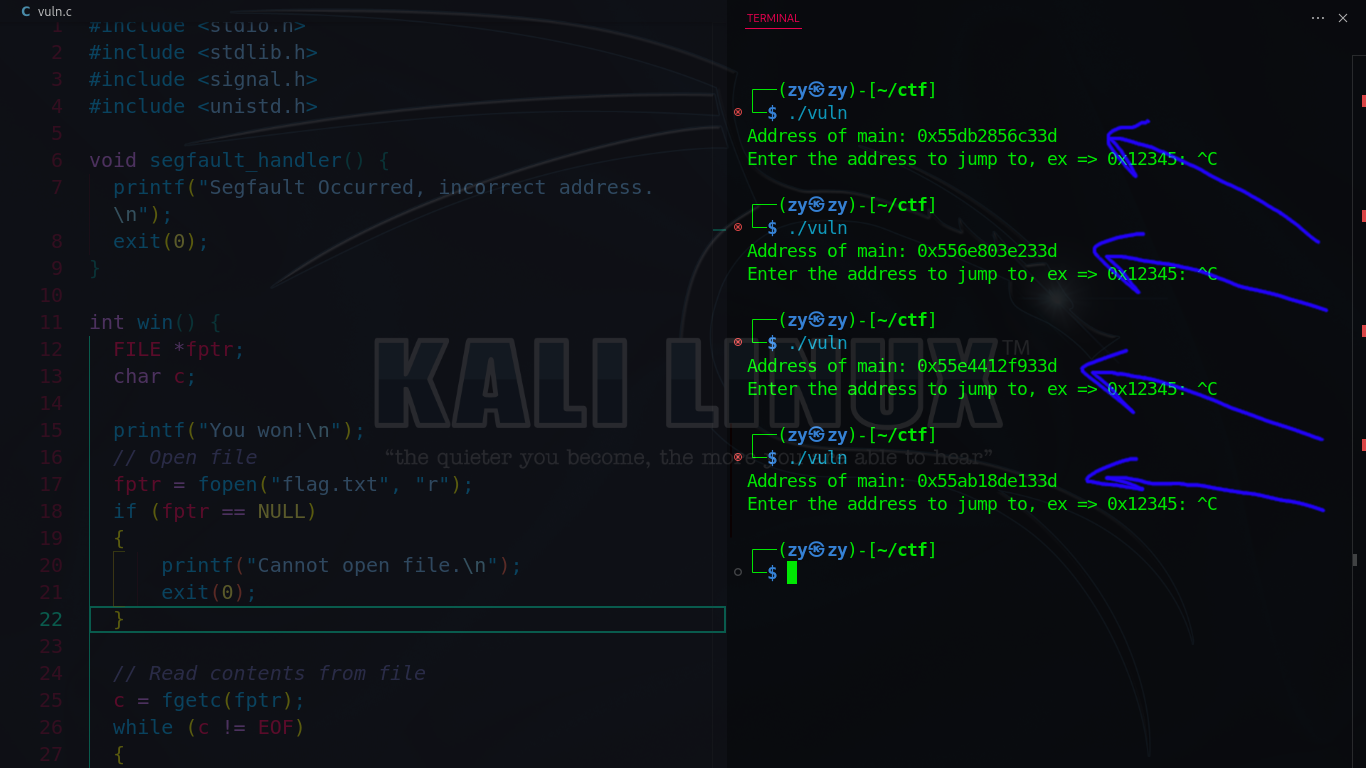 C vuln.c
1 #include <stdio.h>
2 #include <stdlib.h>
3 #include <signal.h>
4 #include <unistd.h>
5
6 void segfault_handler() {
7 printf("Segfault Occurred, incorrect address.
\n");
8 exit(0);
9 }
10
11 int win() {
12 FILE *fptr;
13 char c;
14
15 printf("You won!\n");
16 // Open file
17 fptr = fopen("flag.txt", "r");
18 if (fptr == NULL)
19 {
20 printf("Cannot open file.\n");
21 exit(0);
22 }
23
24 // Read contents from file
25 c = fgetc(fptr);
26 while (c != EOF)
27 {
KALI LINUX™
“the quieter you become, the more you are able to hear”
TERMINAL
┌──(zy㉿zy)-[~/ctf]
└─$ ./vuln
Address of main: 0x55db2856c33d
Enter the address to jump to, ex => 0x12345: ^C
┌──(zy㉿zy)-[~/ctf]
└─$ ./vuln
Address of main: 0x556e803e233d
Enter the address to jump to, ex => 0x12345: ^C
┌──(zy㉿zy)-[~/ctf]
└─$ ./vuln
Address of main: 0x55e4412f933d
Enter the address to jump to, ex => 0x12345: ^C
┌──(zy㉿zy)-[~/ctf]
└─$ ./vuln
Address of main: 0x55ab18de133d
Enter the address to jump to, ex => 0x12345: ^C
┌──(zy㉿zy)-[~/ctf]
└─$